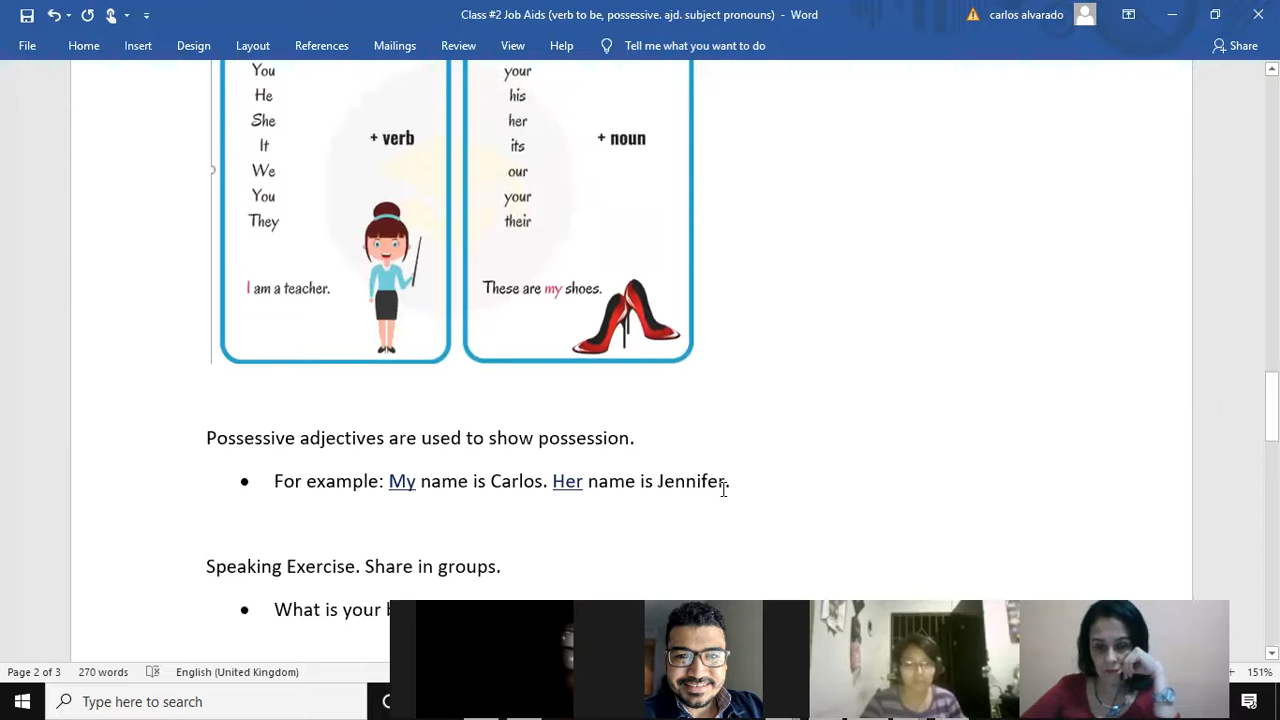 Class #2 Job Aids (verb to be, possessive. ajd. subject pronouns) - Word
carlos alvarado
File Home Insert Design Layout References Mailings Review View Help Tell me what you want to do Share
You
He
She
It
We
You
They
+ verb
I am a teacher.
your
his
her
its
our
your
their
+ noun
These are my shoes.
Possessive adjectives are used to show possession.
• For example: My name is Carlos. Her name is Jennifer.
Speaking Exercise. Share in groups.
• What is your
Page 2 of 3 270 words English (United Kingdom) 151%
Type here to search